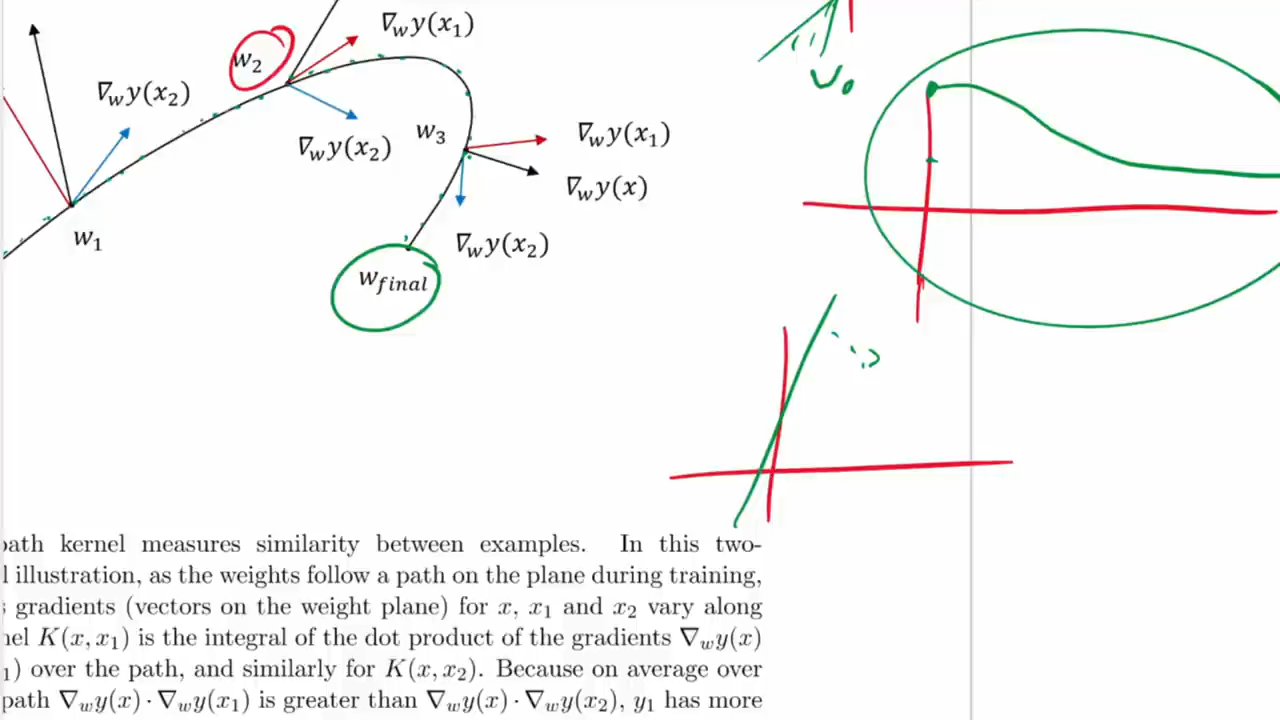 ∇wy(x₁)
w₂
∇wy(x₂)
w₃
∇wy(x₁)
∇wy(x₂)
∇wy(x)
w₁
∇wy(x₂)
w_final
path kernel measures similarity between examples. In this two-
illustration, as the weights follow a path on the plane during training,
gradients (vectors on the weight plane) for x, x₁ and x₂ vary along
K(x, x₁) is the integral of the dot product of the gradients ∇wy(x)
₁) over the path, and similarly for K(x, x₂). Because on average over
path ∇wy(x) · ∇wy(x₁) is greater than ∇wy(x) · ∇wy(x₂), y₁ has more